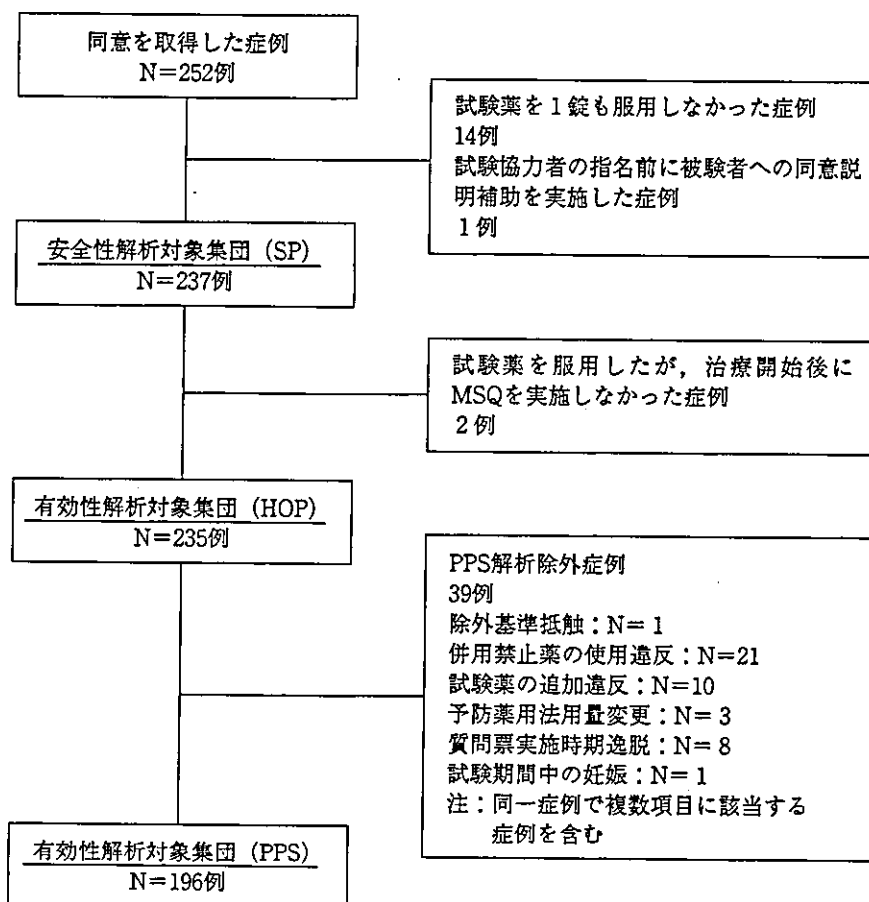 同意を取得した症例
N=252例
試験薬を1錠も服用しなかった症例
14例
試験協力者の指名前に被験者への同意説
明補助を実施した症例
1例
安全性解析対象集団 (SP)
N=237例
試験薬を服用したが，治療開始後に
MSQを実施しなかった症例
2例
有効性解析対象集団 (HOP)
N=235例
PPS解析除外症例
39例
除外基準抵触：N=1
併用禁止薬の使用違反：N=21
試験薬の追加違反：N=10
予防薬用法用量変更：N=3
質問票実施時期逸脱：N=8
試験期間中の妊娠：N=1
注：同一症例で複数項目に該当する
症例を含む
有効性解析対象集団 (PPS)
N=196例